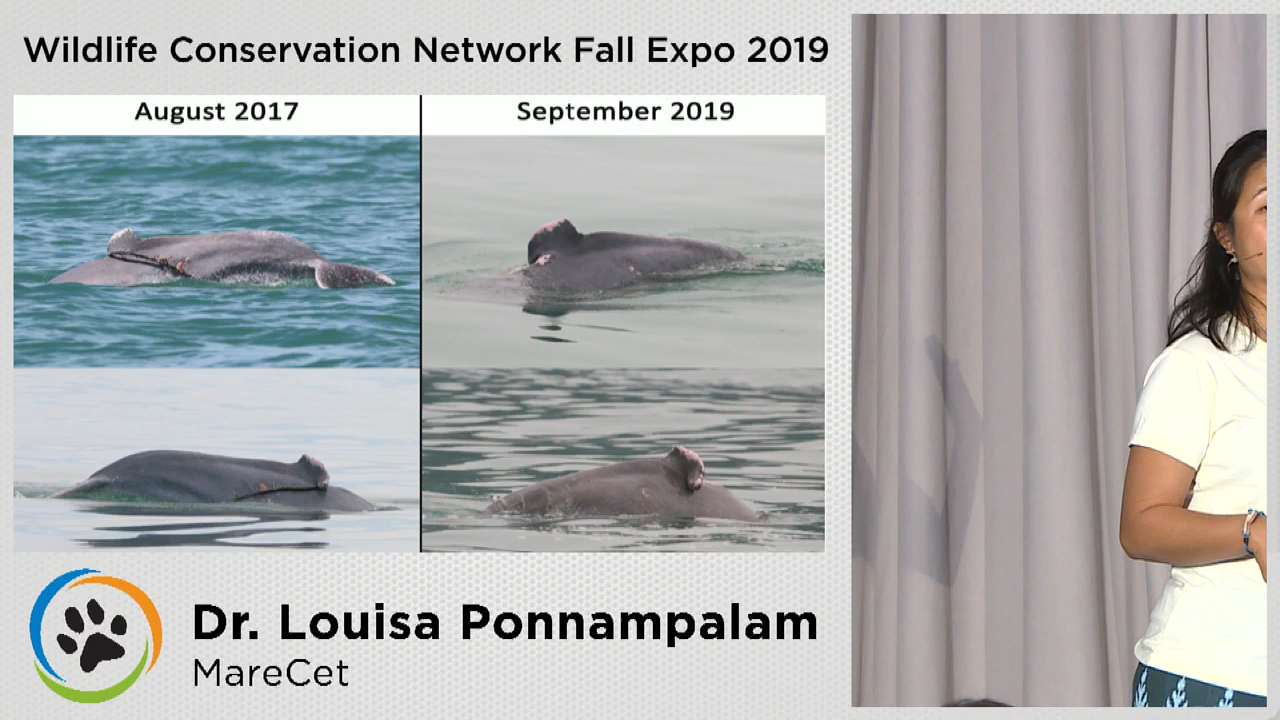 Wildlife Conservation Network Fall Expo 2019
August 2017
September 2019
Dr. Louisa Ponnampalam
MareCet